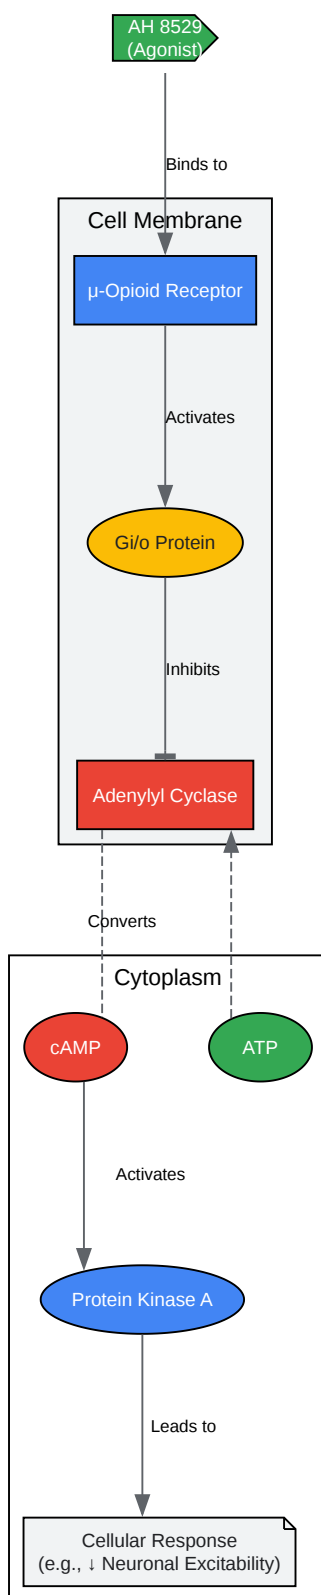 AH 8529
(Agonist)
Binds to
Cell Membrane
μ-Opioid Receptor
Activates
Gi/o Protein
Inhibits
Adenylyl Cyclase
Converts
Cytoplasm
cAMP
ATP
Activates
Protein Kinase A
Leads to
Cellular Response
(e.g., ↓ Neuronal Excitability)